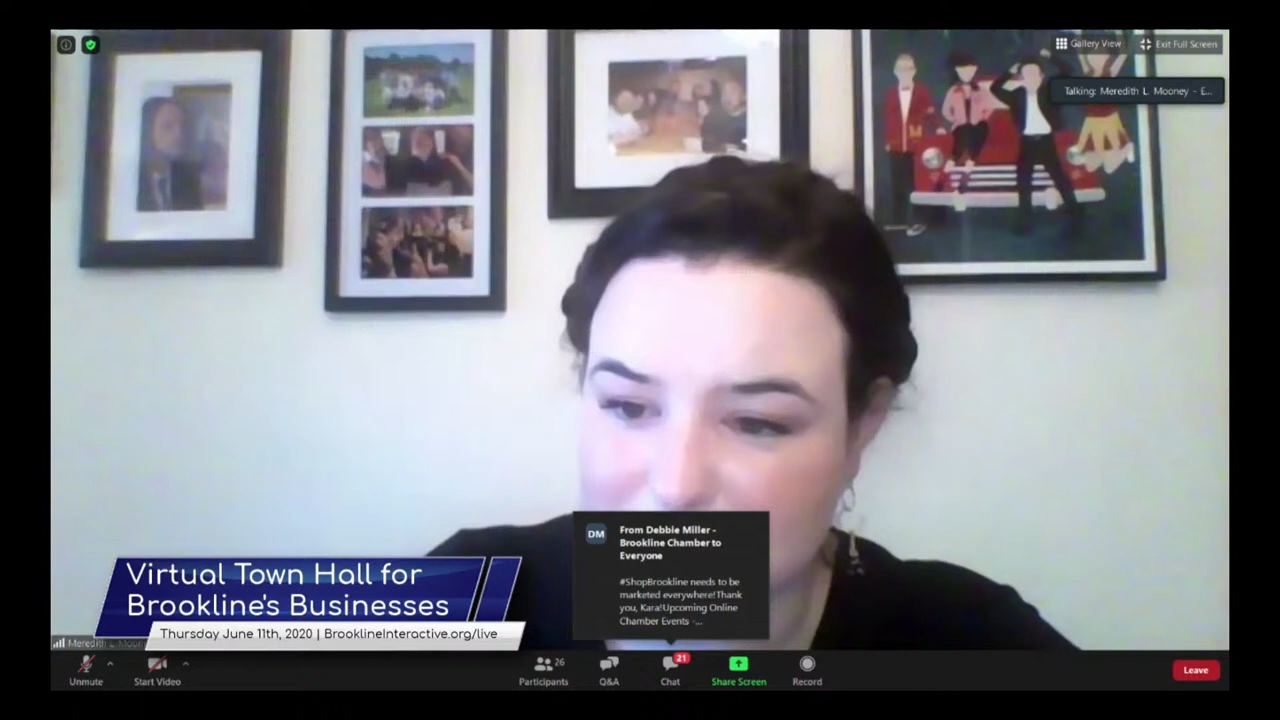 Gallery View
Exit Full Screen
Talking: Meredith L. Mooney - E...
M
DM
From Debbie Miller -
Brookline Chamber to
Everyone
#ShopBrookline needs to be
marketed everywhere!Thank
you, Kara!Upcoming Online
Chamber Events -...
Virtual Town Hall for
Brookline's Businesses
Thursday June 11th, 2020 | BrooklineInteractive.org/live
Meredith L. Moon
Unmute
Start Video
26
Participants
Q&A
21
Chat
Share Screen
Record
Leave